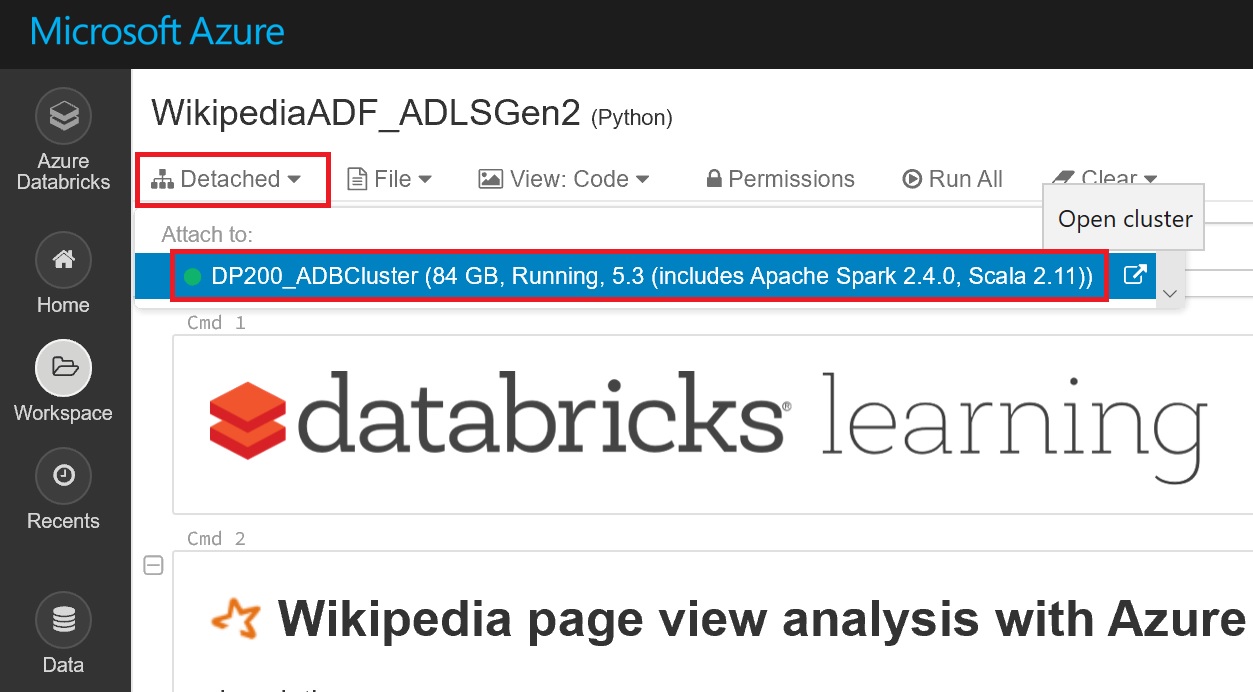 Microsoft Azure
Azure
Databricks
Home
Workspace
Recents
Data
WikipediaADF_ADLSGen2 (Python)
Detached File View: Code Permissions Run All Clear
Open cluster
Attach to:
DP200_ADBCluster (84 GB, Running, 5.3 (includes Apache Spark 2.4.0, Scala 2.11))
Cmd 1
databricks® learning
Cmd 2
Wikipedia page view analysis with Azure